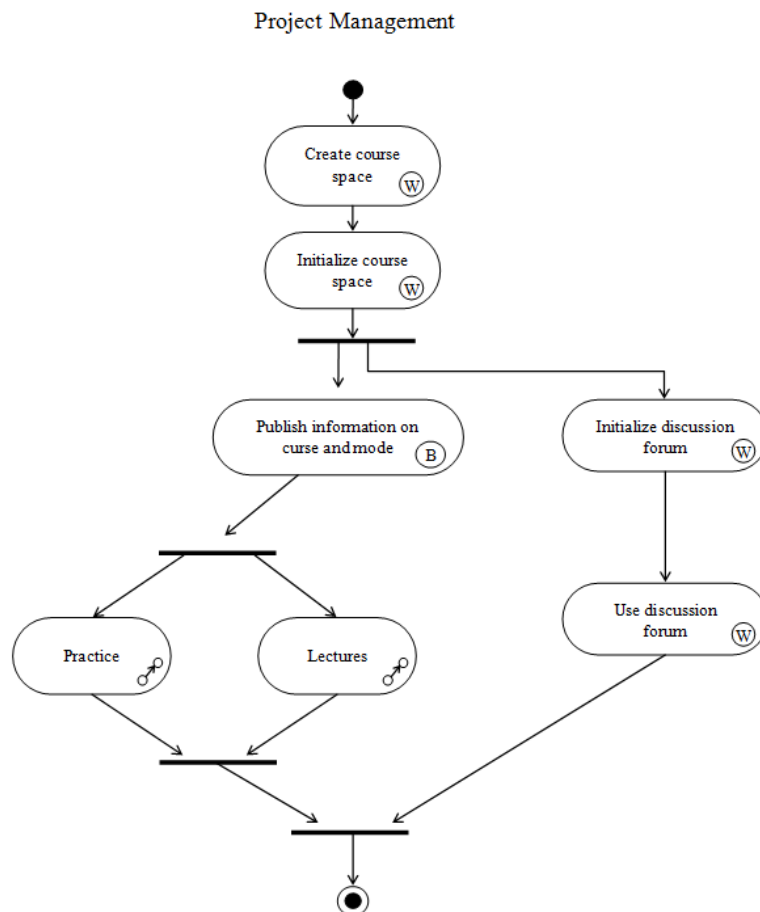 Project Management
Create course
space
W
Initialize course
space
W
Publish information on
curse and mode
B
Initialize discussion
forum
W
Practice
Lectures
Use discussion
forum
W